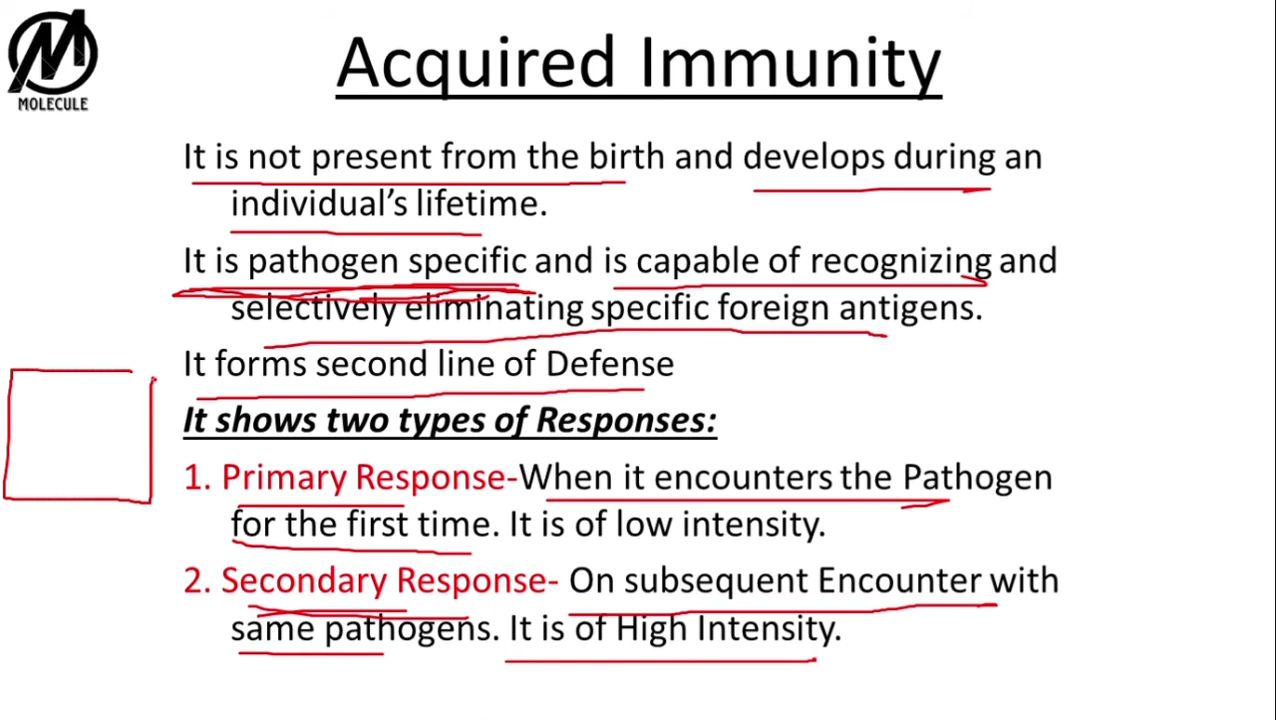 MOLECULE
Acquired Immunity
It is not present from the birth and develops during an
individual's lifetime.
It is pathogen specific and is capable of recognizing and
selectively eliminating specific foreign antigens.
It forms second line of Defense
It shows two types of Responses:
1. Primary Response-When it encounters the Pathogen
for the first time. It is of low intensity.
2. Secondary Response- On subsequent Encounter with
same pathogens. It is of High Intensity.